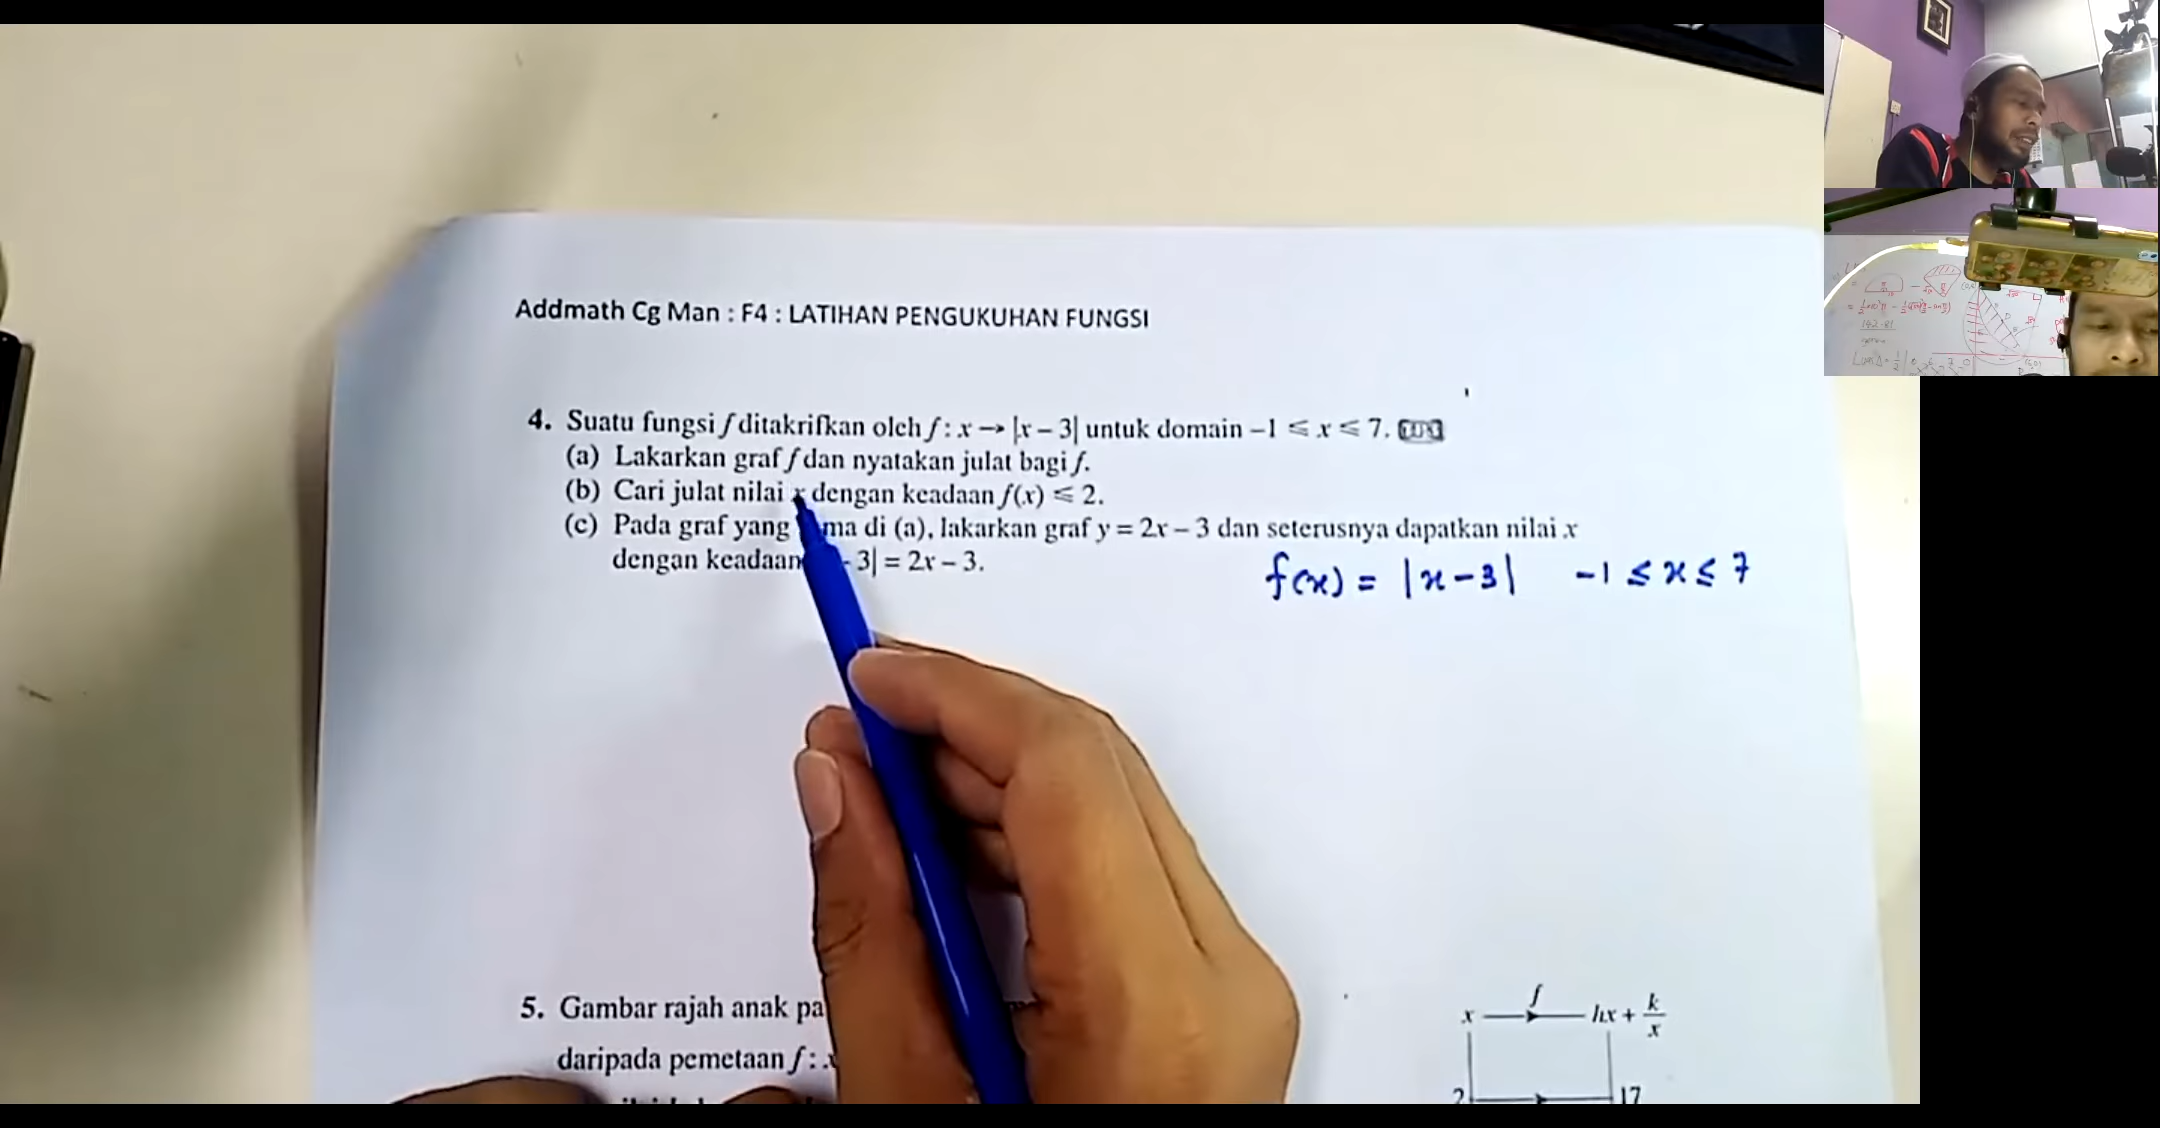 Addmath Cg Man : F4 : LATIHAN PENGUKUHAN FUNGSI
4. Suatu fungsi f ditakrifkan oleh f : x → |x – 3| untuk domain –1 ⩽ x ⩽ 7.
(a) Lakarkan graf f dan nyatakan julat bagi f.
(b) Cari julat nilai x dengan keadaan f(x) ⩽ 2.
(c) Pada graf yang di (a), lakarkan graf y = 2x – 3 dan seterusnya dapatkan nilai x
dengan keadaan 3| = 2x – 3.
f(x) = |x – 3| –1 ≤ x ≤ 7
5. Gambar rajah anak
daripada pemetaan f :
x f hx + k/x
2 17